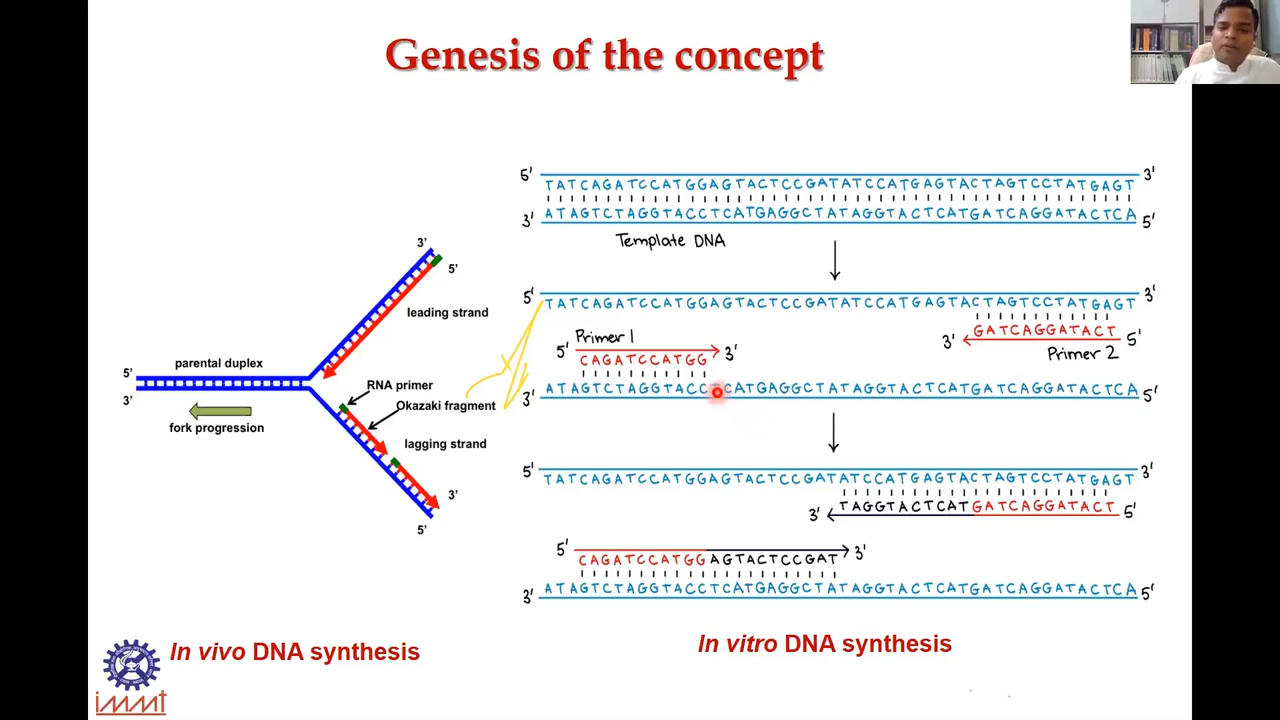 Genesis of the concept
3'
5'
leading strand
parental duplex
5'
3'
RNA primer
Okazaki fragment
fork progression
lagging strand
3'
5'
In vivo DNA synthesis
immt
5' 3'
TATCAGATCCATGGAGTACTCCGATATCCATGAGTACTAGTCCTATGAGT
ATAGTCTAGGTACCTCATGAGGCTATAGGTACTCATGATCAGGATACTCA
3' 5'
Template DNA
5' 3'
TATCAGATCCATGGAGTACTCCGATATCCATGAGTACTAGTCCTATGAGT
GATCAGGATACT
3' 5'
Primer 2
Primer 1
5' 3'
CAGATCCATGG
3' 5'
5' 3'
TATCAGATCCATGGAGTACTCCGATATCCATGAGTACTAGTCCTATGAGT
TAGGTACTCATGATCAGGATACT
3' 5'
5' 3'
CAGATCCATGGAGTACTCCGAT
ATAGTCTAGGTACCTCATGAGGCTATAGGTACTCATGATCAGGATACTCA
3' 5'
In vitro DNA synthesis